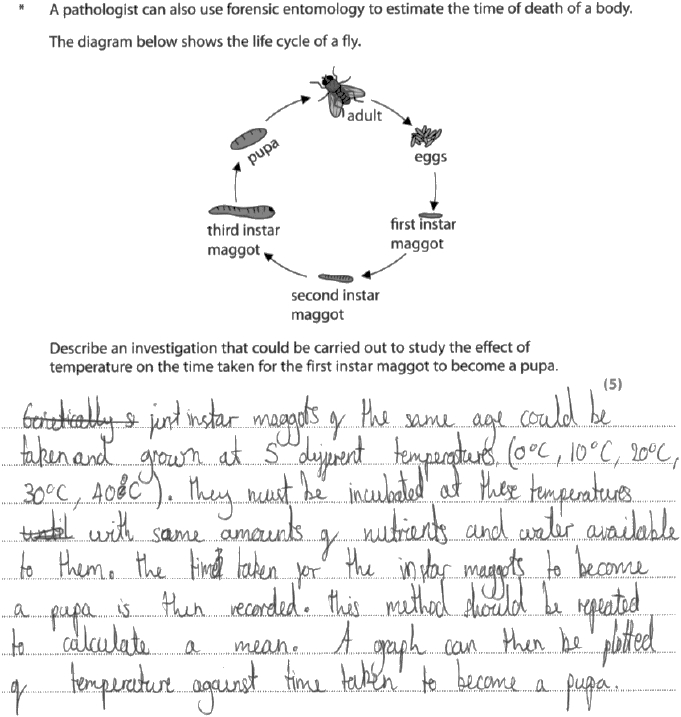 * A pathologist can also use forensic entomology to estimate the time of death of a body.
The diagram below shows the life cycle of a fly.
adult
eggs
pupa
first instar
maggot
third instar
maggot
second instar
maggot
Describe an investigation that could be carried out to study the effect of
temperature on the time taken for the first instar maggot to become a pupa.
(5)
first instar maggots of the same age could be
taken and grown at 5 different temperatures (0°C, 10°C, 20°C,
30°C, 40°C). They must be incubated at these temperatures
with same amounts of nutrients and water available
to them. The time taken for the instar maggots to become
a pupa is then recorded. This method should be repeated
to calculate a mean. A graph can then be plotted
of temperature against time taken to become a pupa.